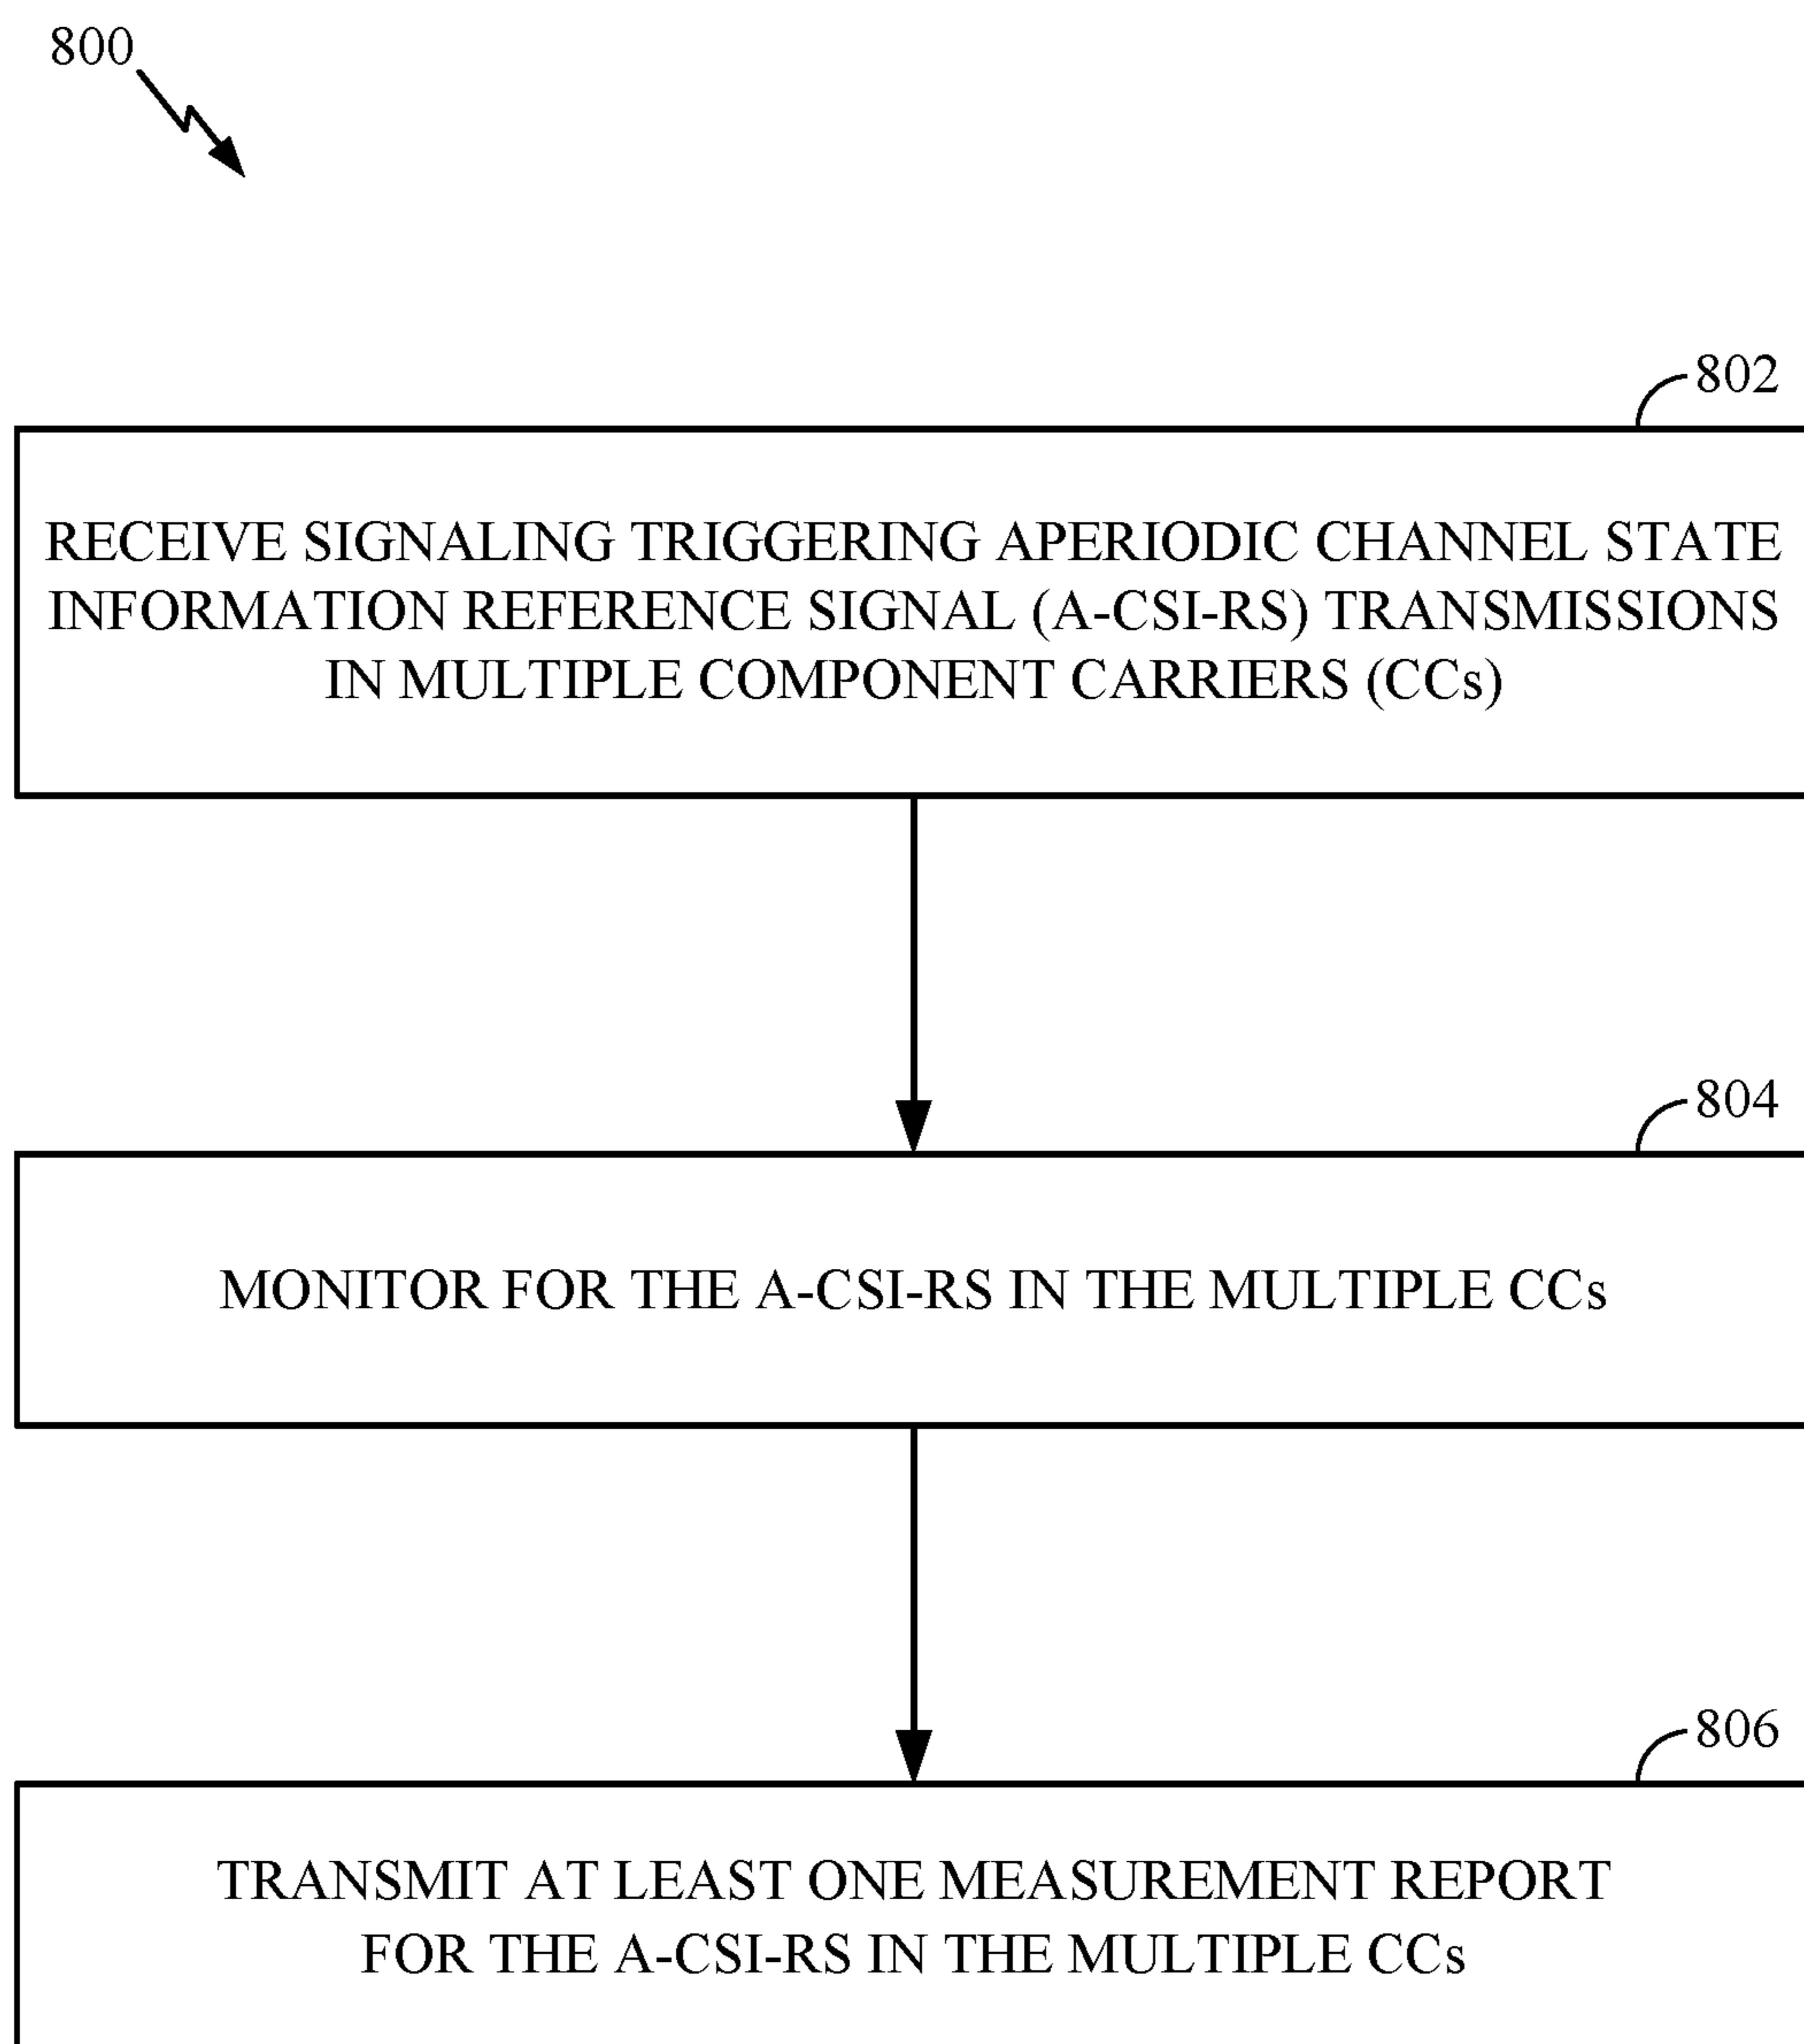 800
802
RECEIVE SIGNALING TRIGGERING APERIODIC CHANNEL STATE
INFORMATION REFERENCE SIGNAL (A-CSI-RS) TRANSMISSIONS
IN MULTIPLE COMPONENT CARRIERS (CCs)
804
MONITOR FOR THE A-CSI-RS IN THE MULTIPLE CCs
806
TRANSMIT AT LEAST ONE MEASUREMENT REPORT
FOR THE A-CSI-RS IN THE MULTIPLE CCs